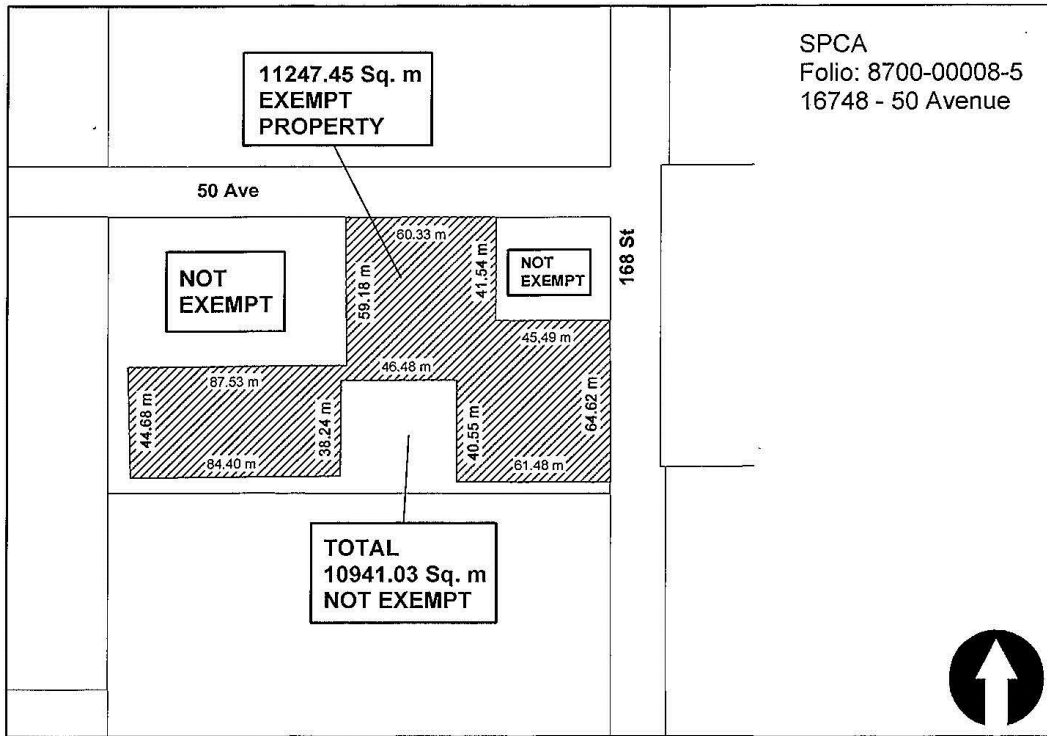 SPCA
Folio: 8700-00008-5
16748 - 50 Avenue
11247.45 Sq. m
EXEMPT
PROPERTY
50 Ave
168 St
60.33 m
59.18 m
41.54 m
NOT
EXEMPT
NOT
EXEMPT
45.49 m
46.48 m
87.53 m
44.68 m
38.24 m
40.55 m
64.62 m
84.40 m
61.48 m
TOTAL
10941.03 Sq. m
NOT EXEMPT